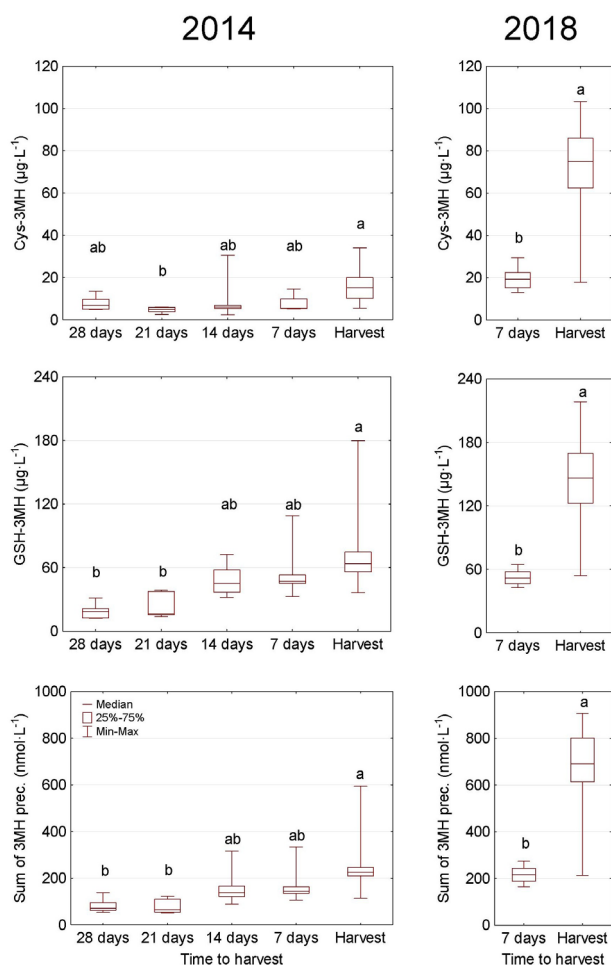 2014
2018
120
100
80
60
40
20
0
Cys-3MH (µg·L⁻¹)
ab
b
ab
ab
a
28 days
21 days
14 days
7 days
Harvest
120
100
80
60
40
20
0
Cys-3MH (µg·L⁻¹)
b
a
7 days
Harvest
240
180
120
60
0
GSH-3MH (µg·L⁻¹)
b
b
ab
ab
a
28 days
21 days
14 days
7 days
Harvest
240
180
120
60
0
GSH-3MH (µg·L⁻¹)
b
a
7 days
Harvest
1000
800
600
400
200
0
Sum of 3MH prec. (nmol·L⁻¹)
Median
25%-75%
Min-Max
b
b
ab
ab
a
28 days
21 days
14 days
7 days
Harvest
Time to harvest
1000
800
600
400
200
0
Sum of 3MH prec. (nmol·L⁻¹)
b
a
7 days
Harvest
Time to harvest